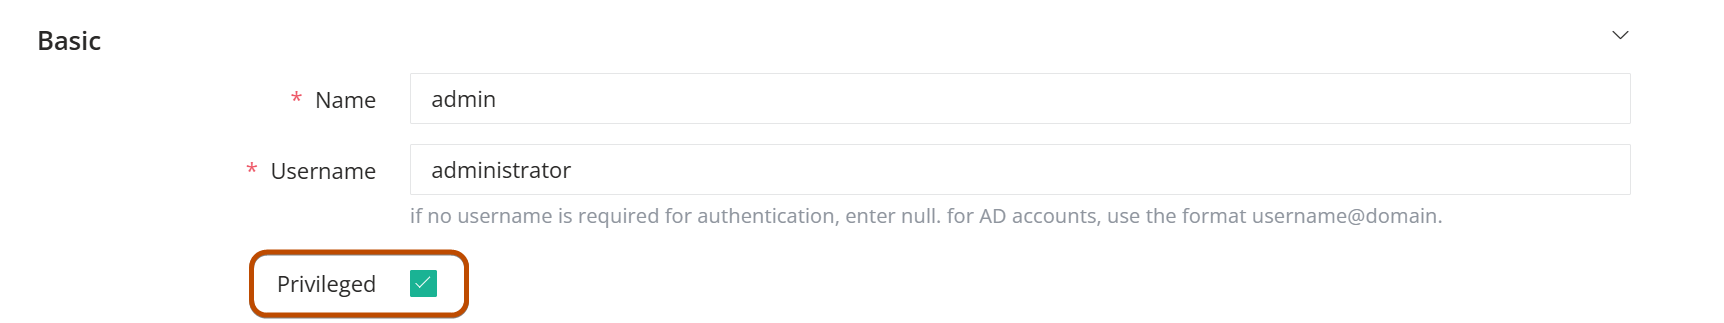 Basic
* Name admin
* Username administrator
if no username is required for authentication, enter null. for AD accounts, use the format username@domain.
Privileged